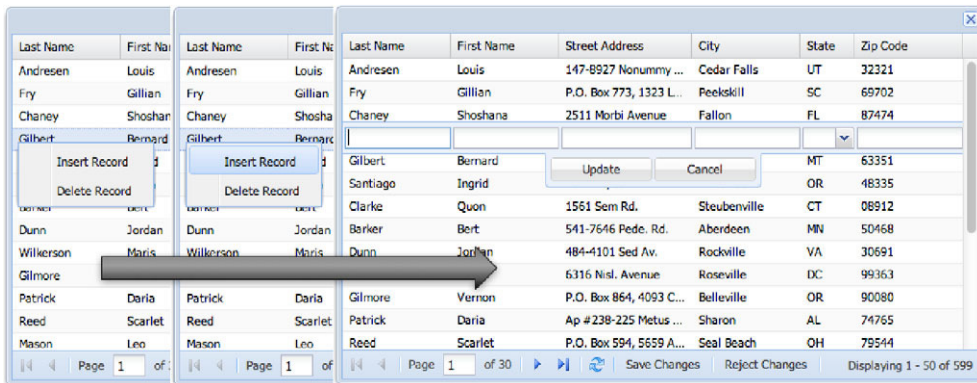 Last Name First Na
Andresen Louis
Fry Gillian
Chaney Shoshan
Gilbert Bernard
Insert Record
Delete Record
Dunn Jordan
Wilkerson Maris
Gilmore
Patrick Daria
Reed Scarlet
Mason Leo
Page 1 of
Last Name First Na
Andresen Louis
Fry Gillian
Chaney Shosha
Gilbert Bernard
Insert Record
Delete Record
Dunn Jordan
Wilkerson Maris
Patrick Daria
Reed Scarlet
Mason Leo
Page 1 of
Last Name First Name Street Address City State Zip Code
Andresen Louis 147-8927 Nonummy ... Cedar Falls UT 32321
Fry Gillian P.O. Box 773, 1323 L... Peekskill SC 69702
Chaney Shoshana 2511 Morbi Avenue Fallon FL 87474
Gilbert Bernard MT 63351
Update Cancel
Santiago Ingrid OR 48335
Clarke Quon 1561 Sem Rd. Steubenville CT 08912
Barker Bert 541-7646 Pede. Rd. Aberdeen MN 50468
Dunn Jordan 484-4101 Sed Av. Rockville VA 30691
6316 Nisl. Avenue Roseville DC 99363
Gilmore Vernon P.O. Box 864, 4093 C... Belleville OR 90080
Patrick Daria Ap #238-225 Metus ... Sharon AL 74765
Reed Scarlet P.O. Box 594, 5659 A... Seal Beach OH 79544
Page 1 of 30 Save Changes Reject Changes Displaying 1 - 50 of 599